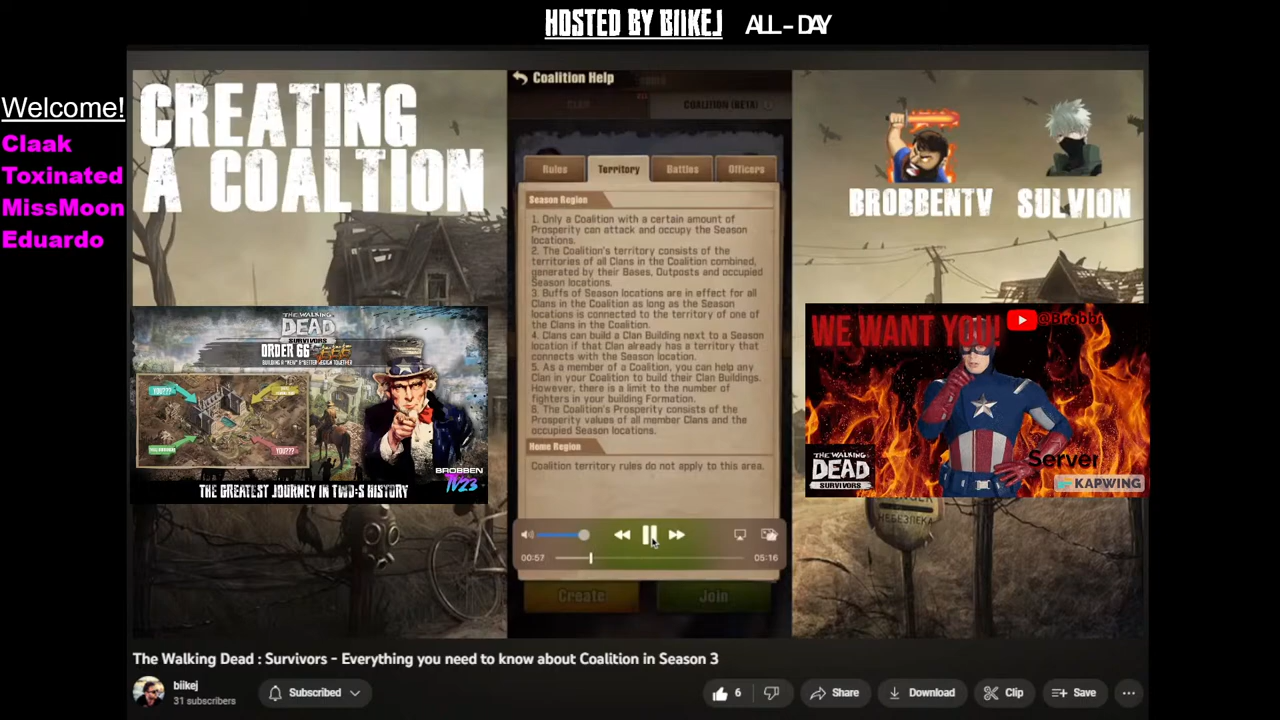 HOSTED BY BIIKEJ ALL - DAY
Welcome!
Claak
Toxinated
MissMoon
Eduardo
CREATING
A COALTION
Coalition Help
CLAN
COALITION (BETA)
Rules
Territory
Battles
Officers
Season Region
1. Only a Coalition with a certain amount of
Prosperity can attack and occupy the Season
locations.
2. The Coalition's territory consists of the
territories of all Clans in the Coalition combined,
generated by their Bases, Outposts and occupied
Season locations.
3. Buffs of Season locations are in effect for all
Clans in the Coalition as long as the Season
locations is connected to the territory of one of
the Clans in the Coalition.
4. Clans can build a Clan Building next to a Season
location if that Clan already has a territory that
connects with the Season location.
5. As a member of a Coalition, you can help any
Clan in your Coalition to build their Clan Buildings.
However, there is a limit to the number of
fighters in your building Formation.
6. The Coalition's Prosperity consists of the
Prosperity values of all member Clans and the
occupied Season locations.
Home Region
Coalition territory rules do not apply to this area.
00:57
05:16
Create
Join
BROBBENTV
SULVION
THE WALKING
DEAD
SURVIVORS
ORDER 66
YOU???
YOU???
BROBBEN
TV23
THE GREATEST JOURNEY IN TWD:S HISTORY
WE WANT YOU!
@Brobb
THE WALKING
DEAD
SURVIVORS
Server
KAPWING
НЕБЕЗПЕКА
The Walking Dead : Survivors - Everything you need to know about Coalition in Season 3
biikej
31 subscribers
Subscribed
6
Share
Download
Clip
Save